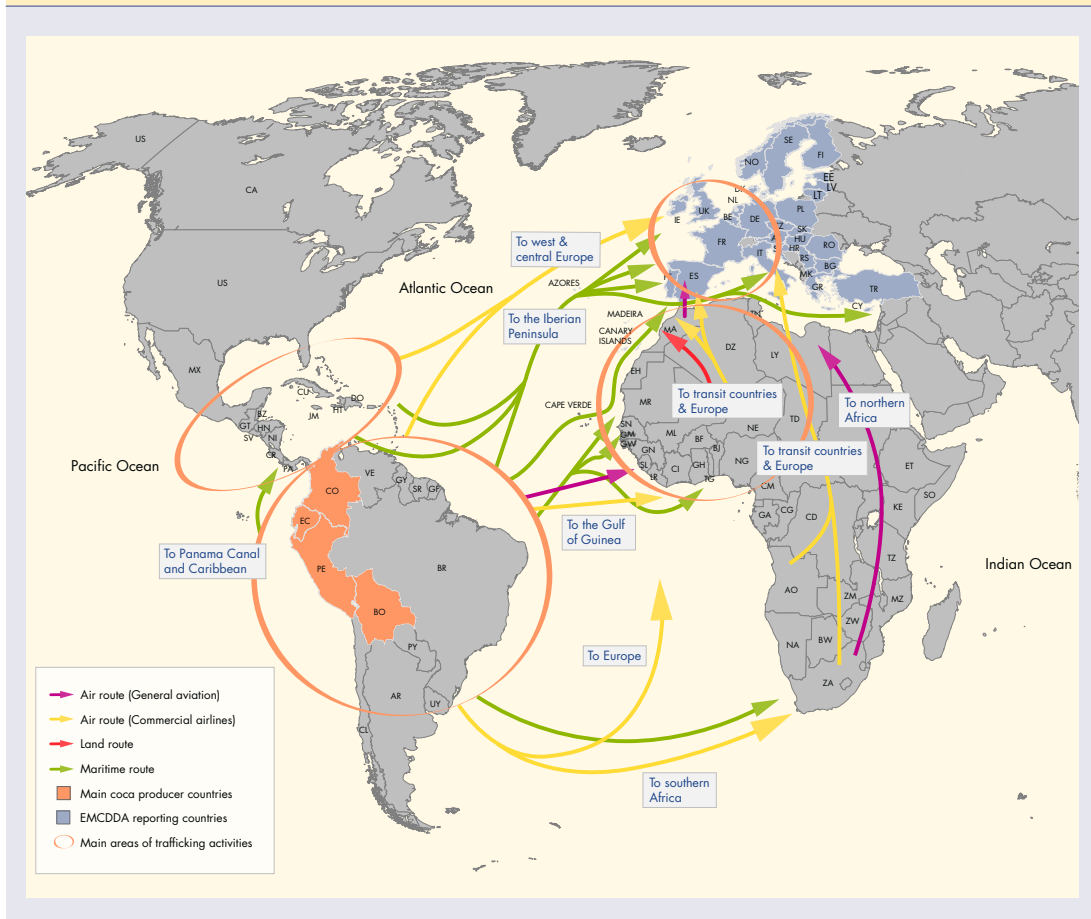 US
CA
US
MX
CU
DO
HT
JM
BZ
GT
HN
SV
NI
CR
PA
Pacific Ocean
Atlantic Ocean
Indian Ocean
To west &
central Europe
AZORES
To the Iberian
Peninsula
MADEIRA
CANARY
ISLANDS
CAPE VERDE
SE
FI
NO
EE
LV
LT
DK
NL
IE
UK
BE
DE
PL
CZ
SK
FR
HU
RO
HR
IT
RS
BG
MK
ES
GR
TR
CY
TN
MA
DZ
LY
EH
MR
To transit countries
& Europe
To northern
Africa
SN
GM
GW
GN
SL
LR
ML
BF
CI
GH
TG
BJ
NE
NG
TD
To transit countries
& Europe
CM
ET
SO
GA
CG
CD
KE
TZ
AO
ZM
MZ
ZW
NA
BW
ZA
VE
GY
SR
GF
CO
EC
PE
BR
BO
PY
AR
UY
CL
To Panama Canal
and Caribbean
To the Gulf
of Guinea
To Europe
To southern
Africa
Air route (General aviation)
Air route (Commercial airlines)
Land route
Maritime route
Main coca producer countries
EMCDDA reporting countries
Main areas of trafficking activities